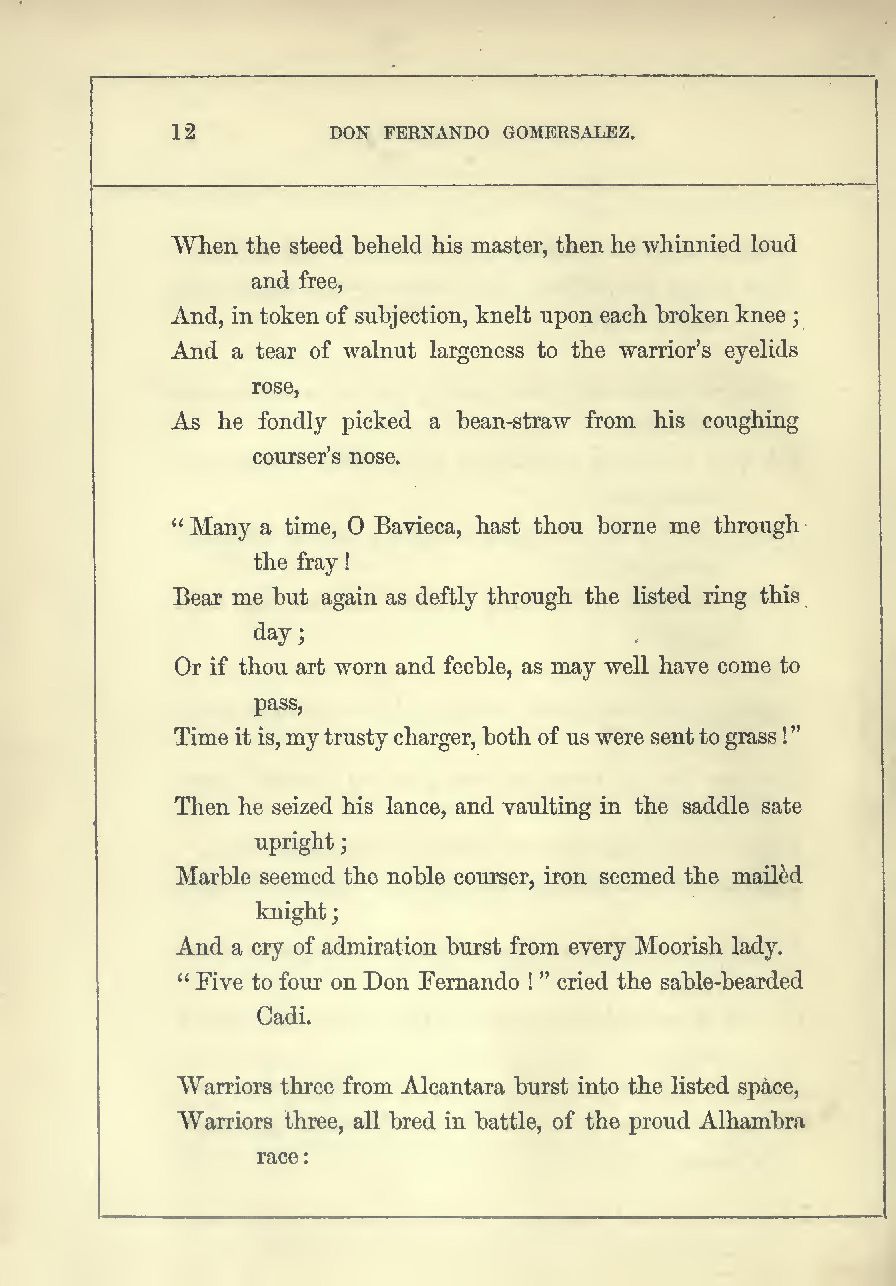 12 DON FERNANDO GOMERSALEZ.
When the steed beheld his master, then he whinnied loud
and free,
And, in token of subjection, knelt upon each broken knee ;
And a tear of walnut largeness to the warrior's eyelids
rose,
As he fondly picked a bean-straw from his coughing
courser's nose.
“ Many a time, O Bavieca, hast thou borne me through
the fray !
Bear me but again as deftly through the listed ring this
day ;
Or if thou art worn and feeble, as may well have come to
pass,
Time it is, my trusty charger, both of us were sent to grass ! ”
Then he seized his lance, and vaulting in the saddle sate
upright ;
Marble seemed the noble courser, iron seemed the mailèd
knight ;
And a cry of admiration burst from every Moorish lady.
“ Five to four on Don Fernando ! ” cried the sable-bearded
Cadi.
Warriors three from Alcantara burst into the listed space,
Warriors three, all bred in battle, of the proud Alhambra
race :